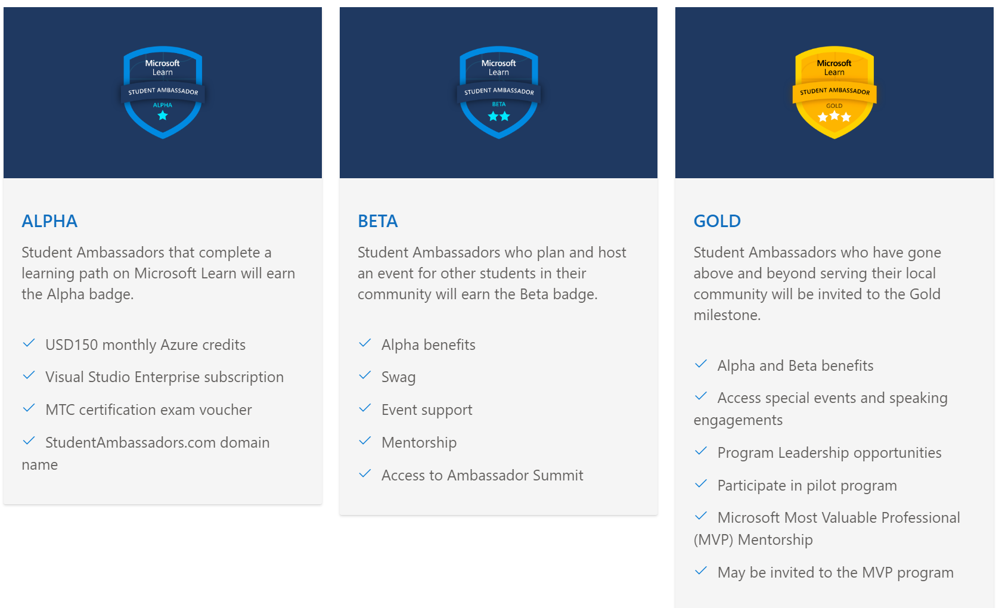 Microsoft
Learn
STUDENT AMBASSADOR
ALPHA
ALPHA
Student Ambassadors that complete a
learning path on Microsoft Learn will earn
the Alpha badge.
USD150 monthly Azure credits
Visual Studio Enterprise subscription
MTC certification exam voucher
StudentAmbassadors.com domain
name
Microsoft
Learn
STUDENT AMBASSADOR
BETA
BETA
Student Ambassadors who plan and host
an event for other students in their
community will earn the Beta badge.
Alpha benefits
Swag
Event support
Mentorship
Access to Ambassador Summit
Microsoft
Learn
STUDENT AMBASSADOR
GOLD
GOLD
Student Ambassadors who have gone
above and beyond serving their local
community will be invited to the Gold
milestone.
Alpha and Beta benefits
Access special events and speaking
engagements
Program Leadership opportunities
Participate in pilot program
Microsoft Most Valuable Professional
(MVP) Mentorship
May be invited to the MVP program